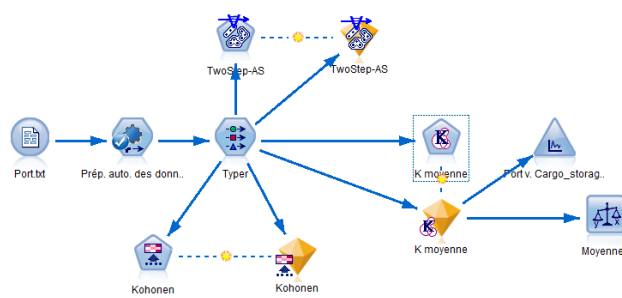 TwoStep-AS
TwoStep-AS
Port.txt
Prép. auto. des donn..
Typer
K moyenne
Port v. Cargo_storag..
K moyenne
Moyenne
Kohonen
Kohonen